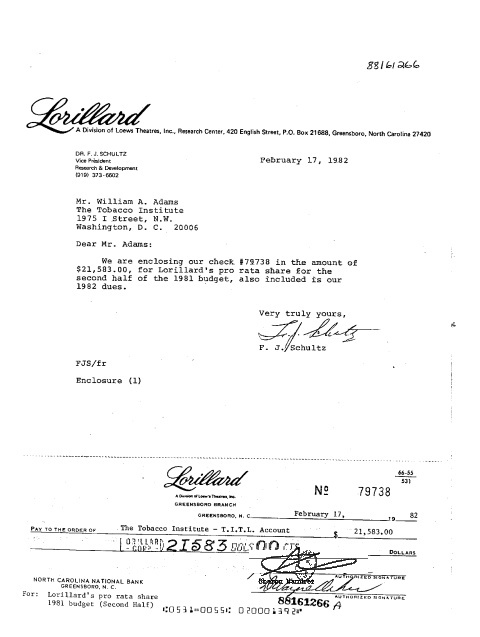 88161266
Lorillard
A Division of Loews Theatres, Inc., Research Center, 420 English Street, P.O. Box 21688, Greensboro, North Carolina 27420
DR. F. J. SCHULTZ
Vice President
Research & Development
(919) 373-6602
February 17, 1982
Mr. William A. Adams
The Tobacco Institute
1975 I Street, N.W.
Washington, D. C. 20006
Dear Mr. Adams:
We are enclosing our check #79738 in the amount of
$21,583.00, for Lorillard's pro rata share for the
second half of the 1981 budget, also included is our
1982 dues.
Very truly yours,
F. J. Schultz
F. J. Schultz
FJS/fr
Enclosure (1)
Lorillard
A Division of Loew's Theatres, Inc.
GREENSBORO BRANCH
66-55
531
No 79738
GREENSBORO, N. C. February 17, 19 82
PAY TO THE ORDER OF The Tobacco Institute - T.I.T.L. Account $ 21,583.00
LORILLARD CORP 21583 DOLS 00 CTS DOLLARS
AUTHORIZED SIGNATURE
NORTH CAROLINA NATIONAL BANK
GREENSBORO, N. C.
AUTHORIZED SIGNATURE
For: Lorillard's pro rata share
1981 budget (Second Half)
88161266 A
⑆0531⑉0055⑆ 020001392⑈